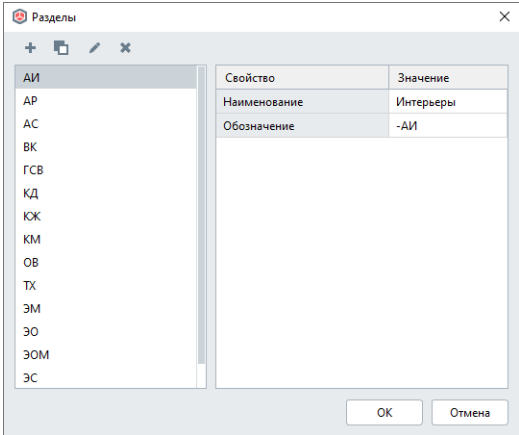 Разделы
АИ
АР
АС
ВК
ГСВ
КД
КЖ
КМ
ОВ
ТХ
ЭМ
ЭО
ЭОМ
ЭС
Свойство Значение
Наименование Интерьеры
Обозначение -АИ
ОК Отмена